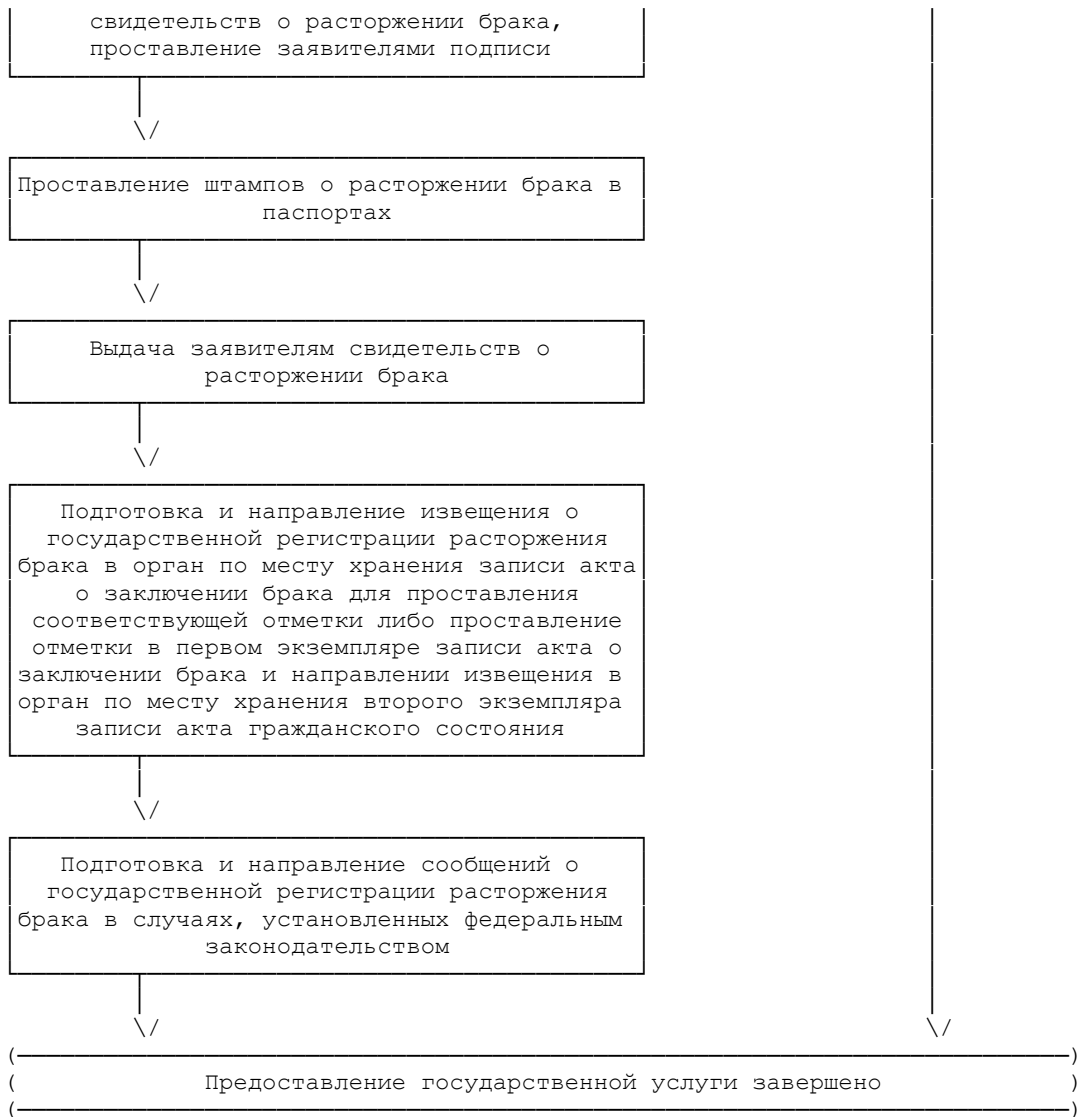 свидетельств о расторжении брака,
проставление заявителями подписи
Проставление штампов о расторжении брака в
паспортах
Выдача заявителям свидетельств о
расторжении брака
Подготовка и направление извещения о
государственной регистрации расторжения
брака в орган по месту хранения записи акта
о заключении брака для проставления
соответствующей отметки либо проставление
отметки в первом экземпляре записи акта о
заключении брака и направлении извещения в
орган по месту хранения второго экземпляра
записи акта гражданского состояния
Подготовка и направление сообщений о
государственной регистрации расторжения
брака в случаях, установленных федеральным
законодательством
Предоставление государственной услуги завершено